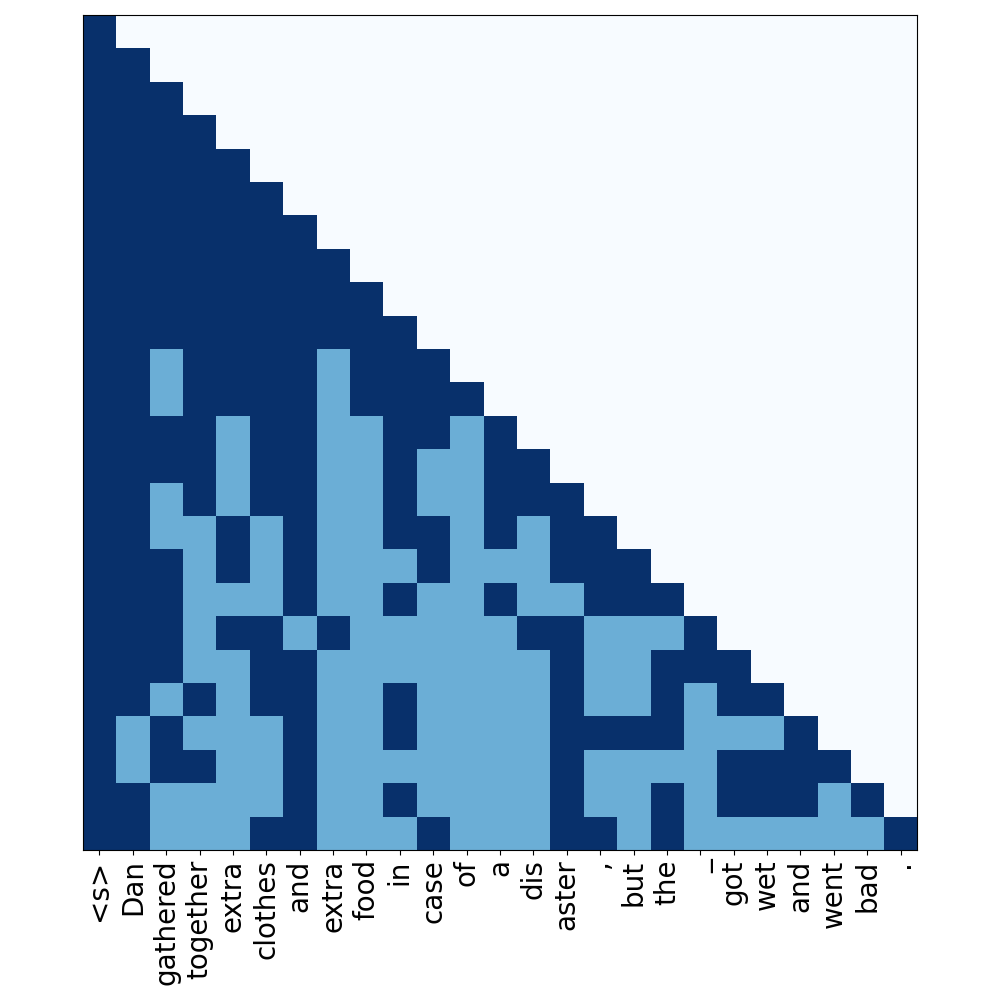 <s> Dan gathered together extra clothes and extra food in case of a dis aster , but the _ got wet and went bad .